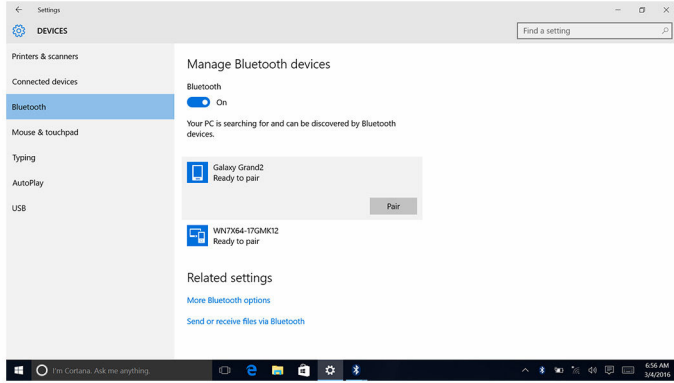 Settings
DEVICES
Find a setting
Printers & scanners
Connected devices
Bluetooth
Mouse & touchpad
Typing
AutoPlay
USB
Manage Bluetooth devices
Bluetooth
On
Your PC is searching for and can be discovered by Bluetooth
devices.
Galaxy Grand2
Ready to pair
Pair
WN7X64-17GMK12
Ready to pair
Related settings
More Bluetooth options
Send or receive files via Bluetooth
I'm Cortana. Ask me anything.
6:56 AM
3/4/2016